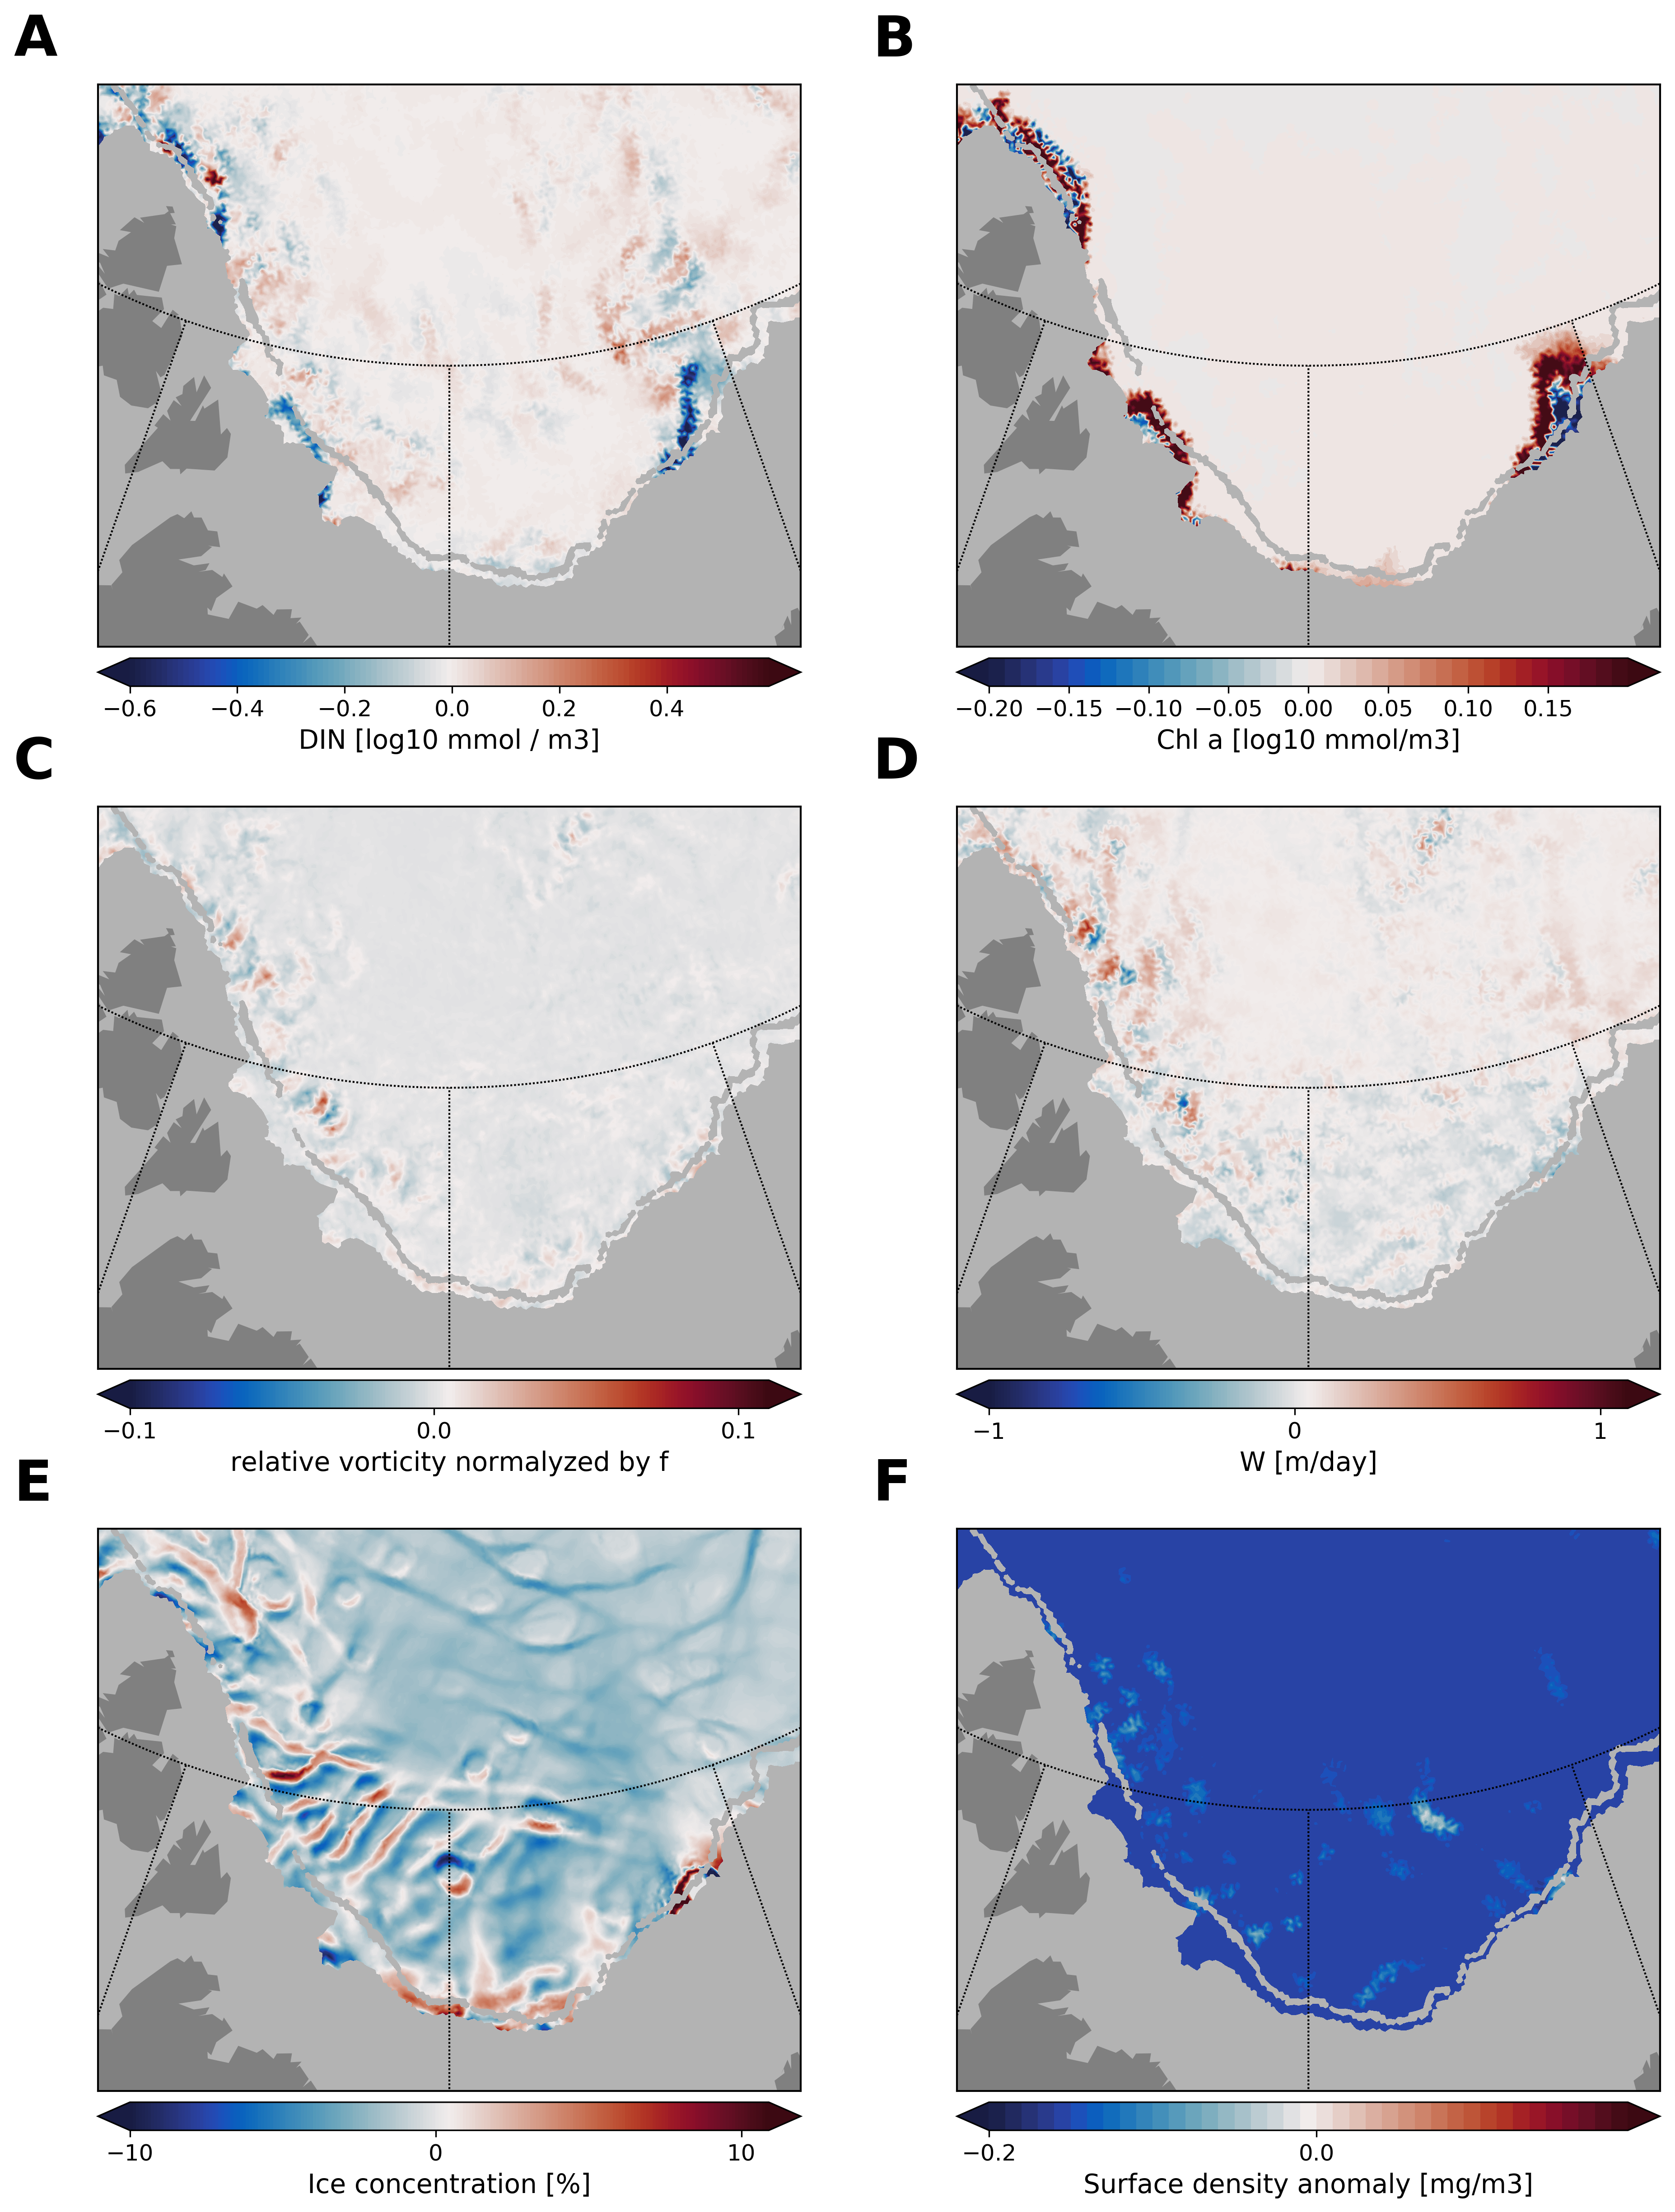 A
B
−0.6 −0.4 −0.2 0.0 0.2 0.4
DIN [log10 mmol / m3]
−0.20 −0.15 −0.10 −0.05 0.00 0.05 0.10 0.15
Chl a [log10 mmol/m3]
C
D
−0.1 0.0 0.1
relative vorticity normalyzed by f
−1 0 1
W [m/day]
E
F
−10 0 10
Ice concentration [%]
−0.2 0.0
Surface density anomaly [mg/m3]